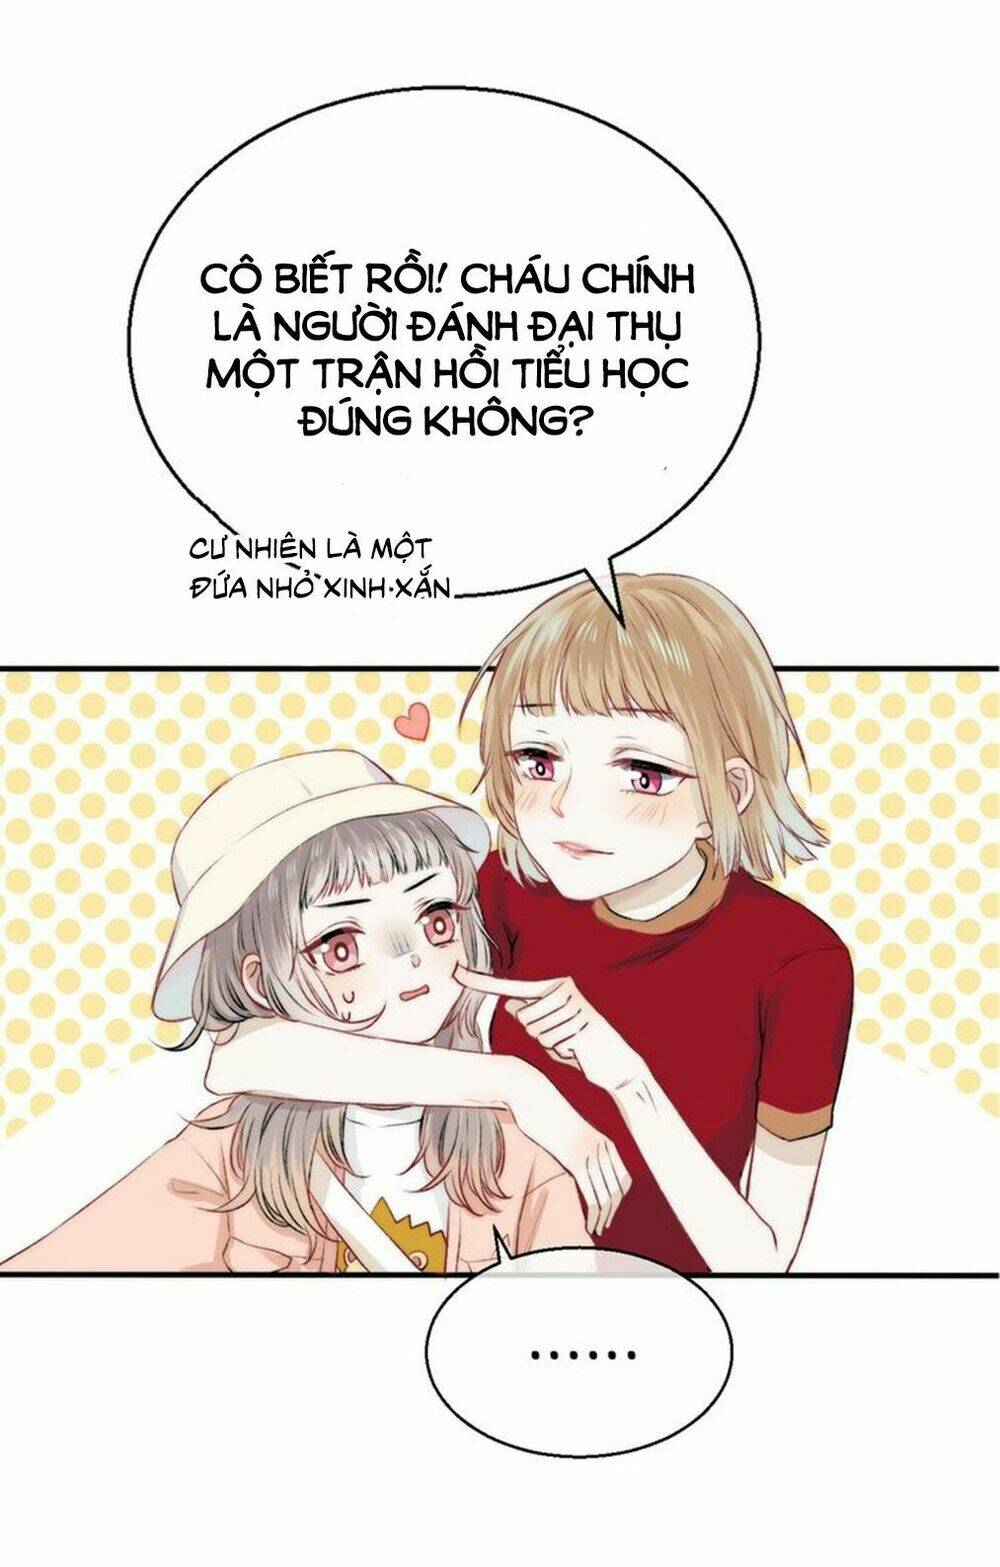 CÔ BIẾT RỒI! CHÁU CHÍNH
LÀ NGƯỜI ĐÁNH ĐẠI THỤ
MỘT TRẬN HỒI TIỂU HỌC
ĐÚNG KHÔNG?
CƯ NHIÊN LÀ MỘT
ĐỨA NHỎ XINH XẮN
......